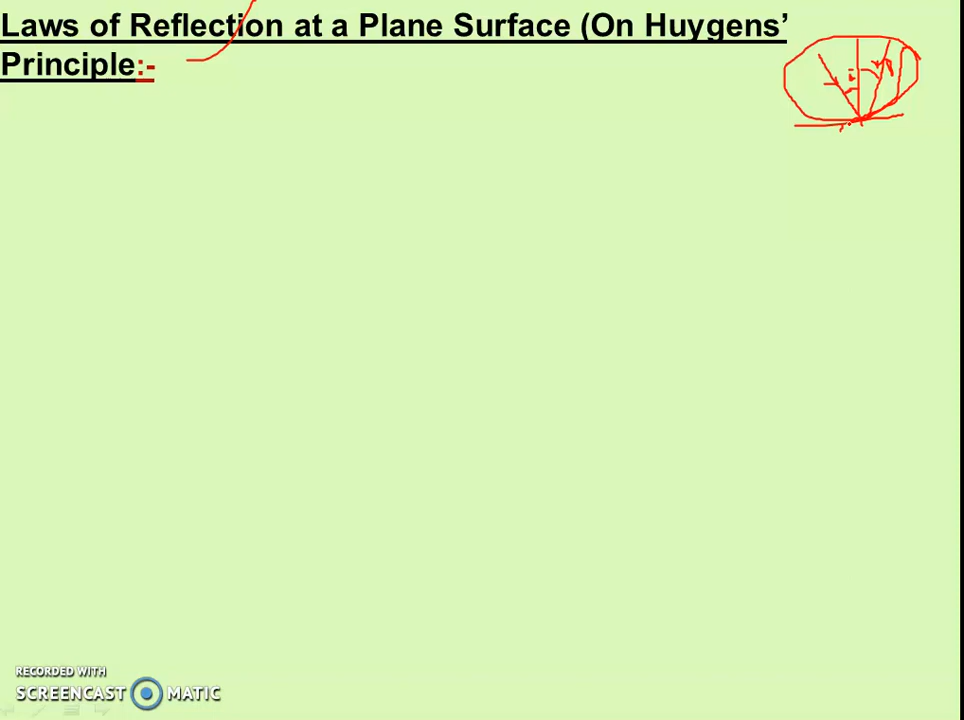 Laws of Reflection at a Plane Surface (On Huygens’
Principle:-
i
RECORDED WITH
SCREENCAST MATIC